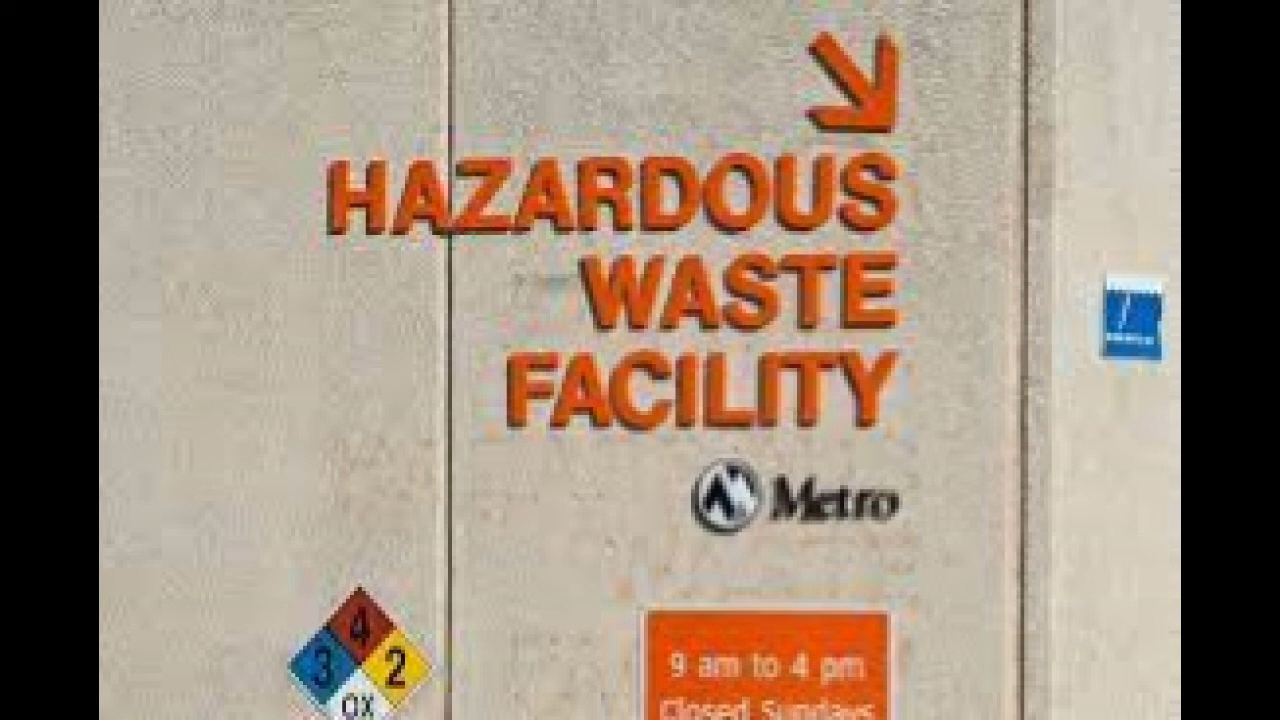 HAZARDOUS
WASTE
FACILITY
Metro
4
3 2
OX
9 am to 4 pm
Closed Sundays